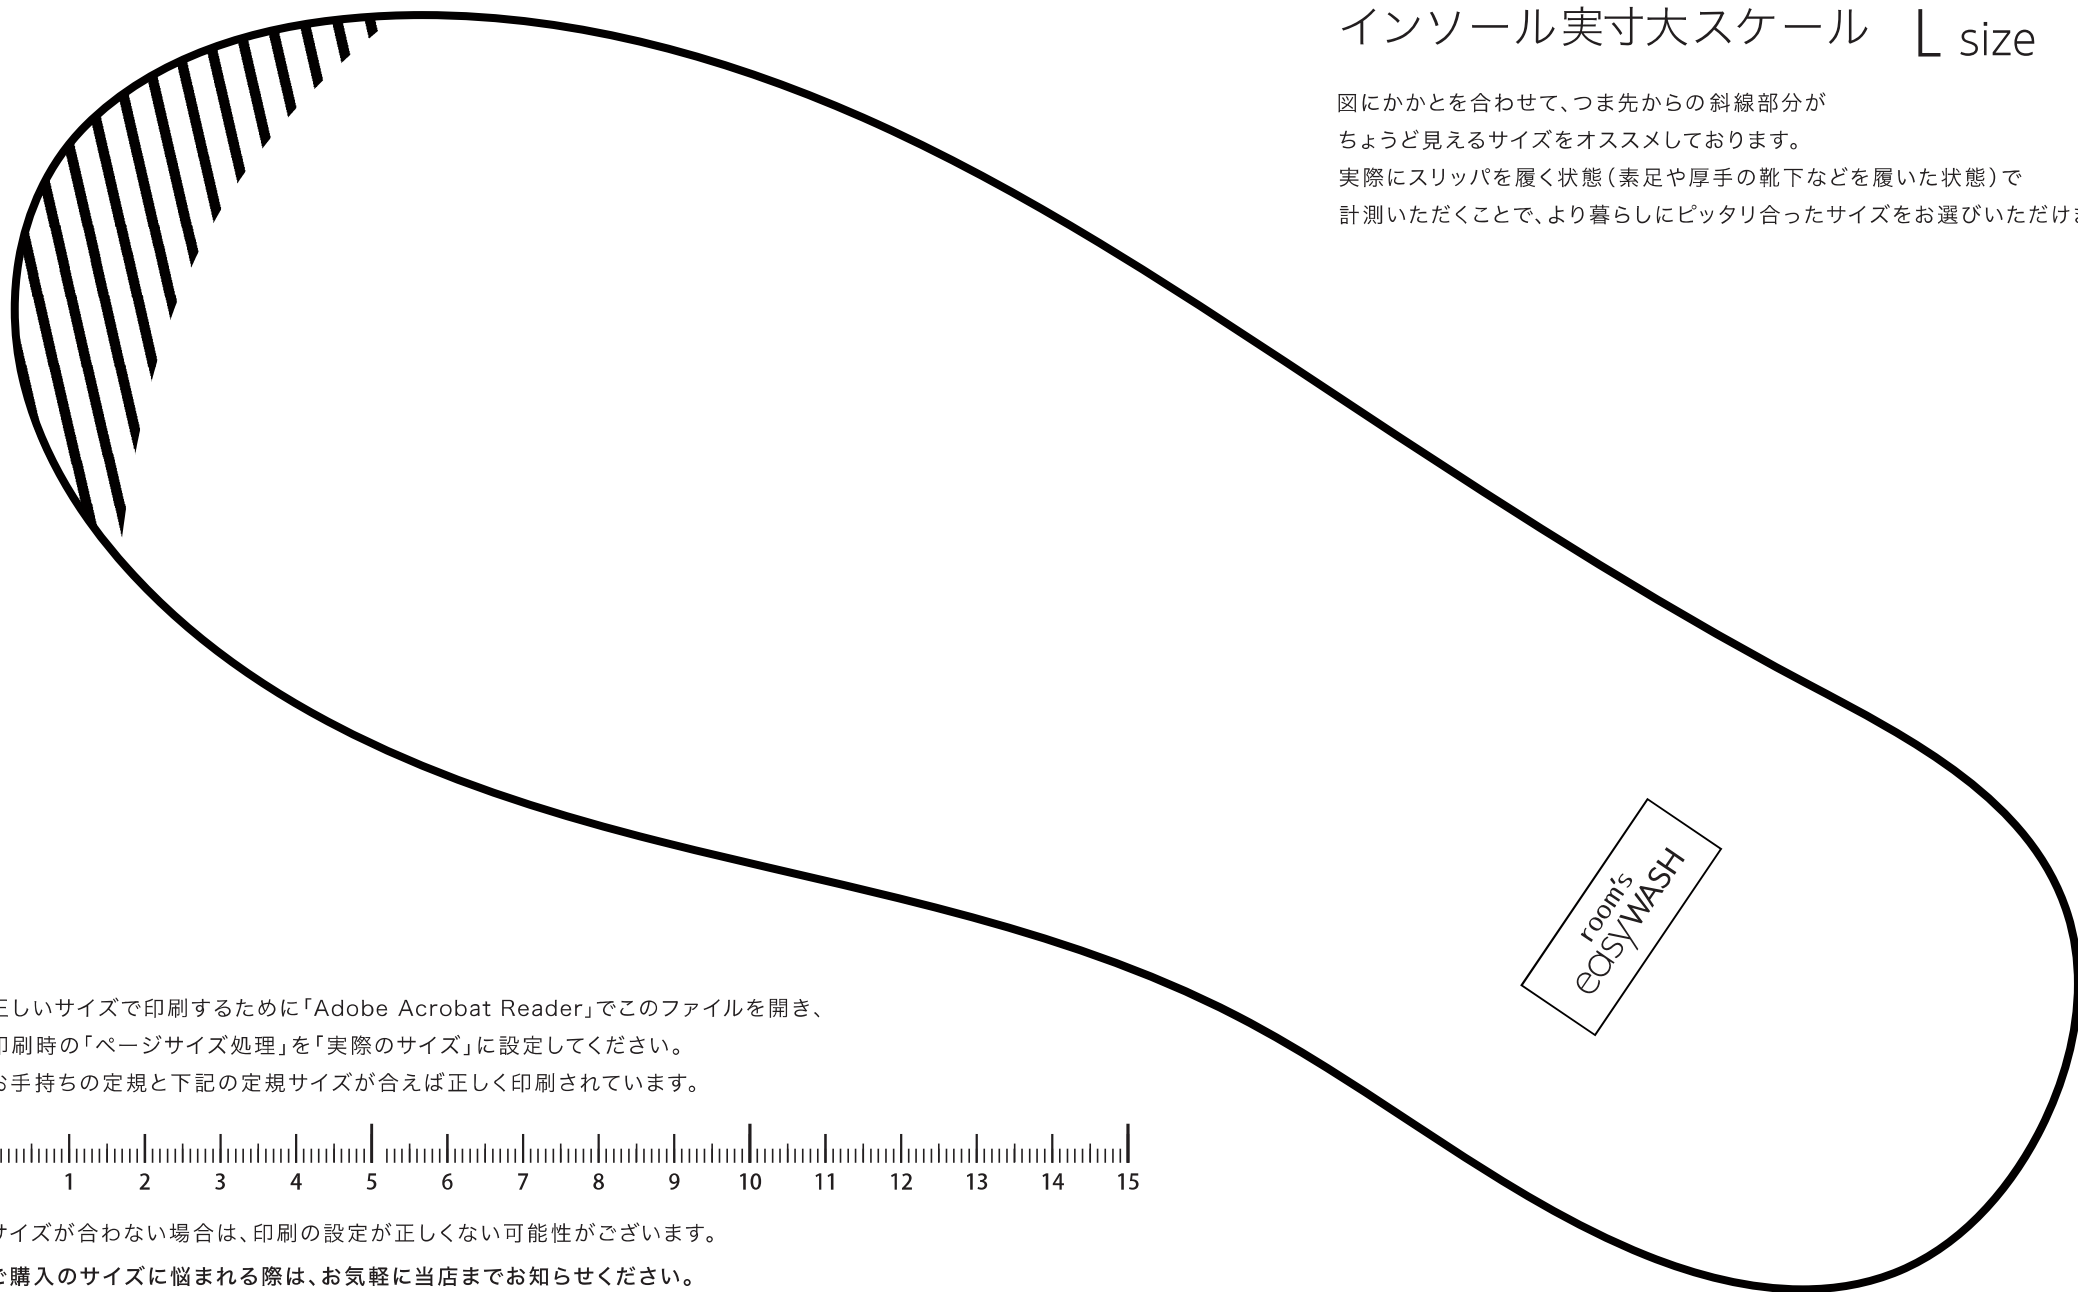 インソール実寸大スケール L size
図にかかとを合わせて、つま先からの斜線部分が
ちょうど見えるサイズをオススメしております。
実際にスリッパを履く状態(素足や厚手の靴下などを履いた状態)で
計測いただくことで、より暮らしにピッタリ合ったサイズをお選びいただけま
room's
easyWASH
正しいサイズで印刷するために「Adobe Acrobat Reader」でこのファイルを開き、
印刷時の「ページサイズ処理」を「実際のサイズ」に設定してください。
お手持ちの定規と下記の定規サイズが合えば正しく印刷されています。
1 2 3 4 5 6 7 8 9 10 11 12 13 14 15
サイズが合わない場合は、印刷の設定が正しくない可能性がございます。
ご購入のサイズに悩まれる際は、お気軽に当店までお知らせください。